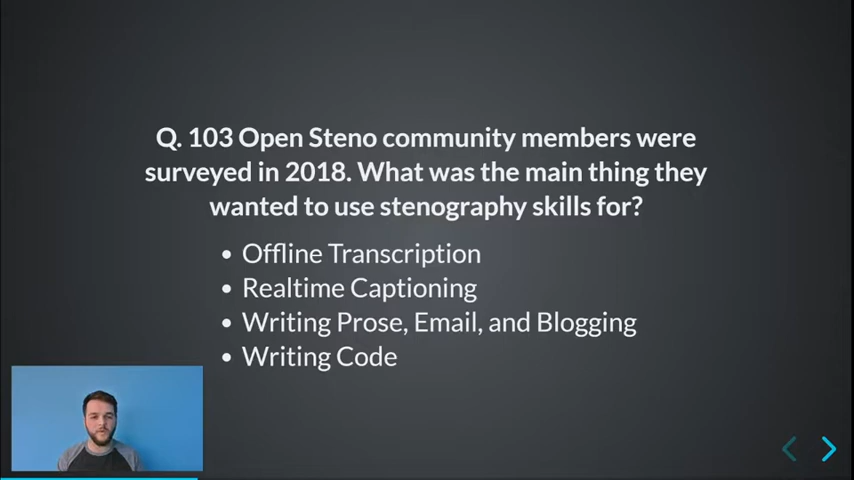 Q. 103 Open Steno community members were
surveyed in 2018. What was the main thing they
wanted to use stenography skills for?
• Offline Transcription
• Realtime Captioning
• Writing Prose, Email, and Blogging
• Writing Code